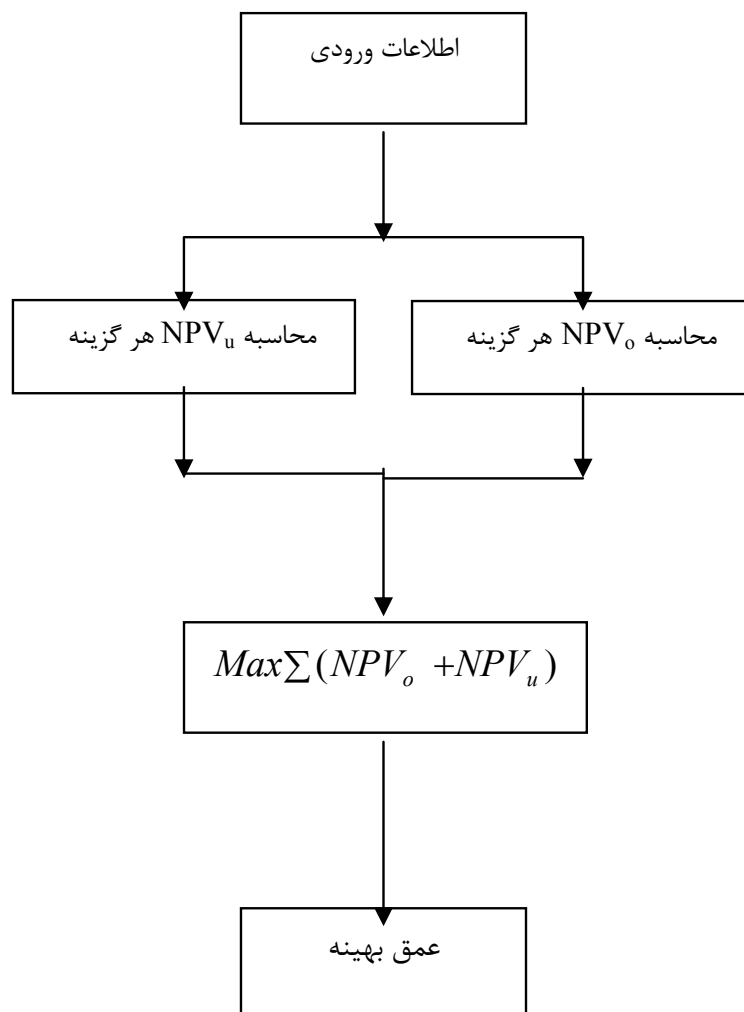 اطلاعات ورودی
محاسبه NPVo هر گزینه
محاسبه NPVu هر گزینه
Max∑(NPVo +NPVu)
عمق بهینه